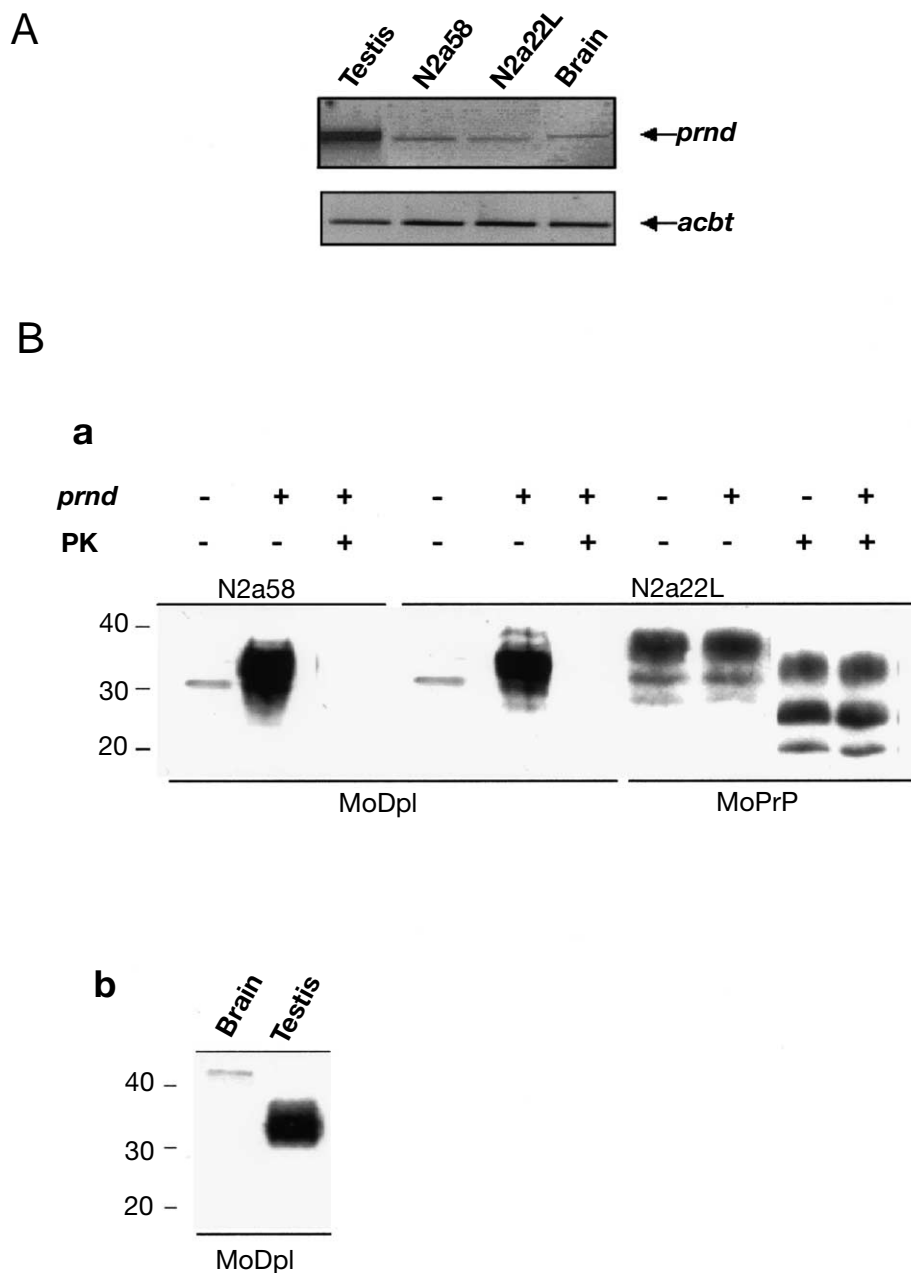 A
Testis N2a58 N2a22L Brain
prnd
acbt
B
a
prnd - + + - + + - + - +
PK - - + - - + - - + +
N2a58 N2a22L
40
30
20
MoDpl MoPrP
b
Brain Testis
40
30
20
MoDpl